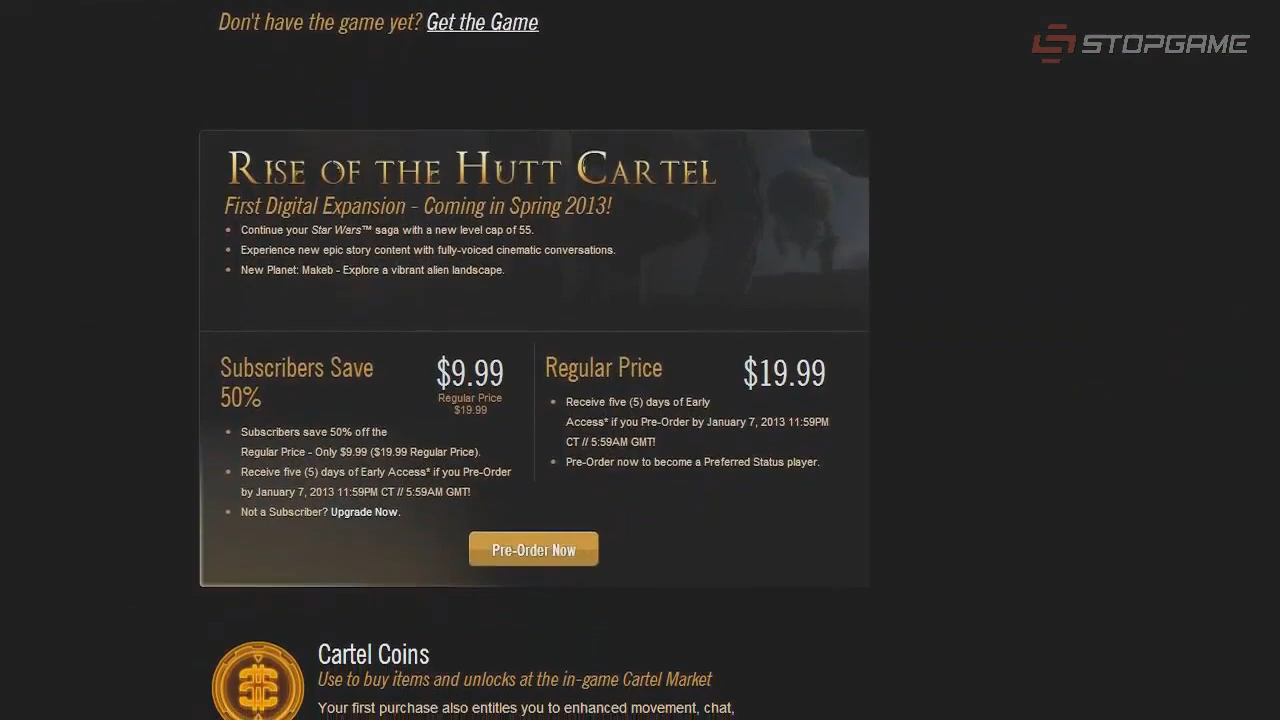 Don't have the game yet? Get the Game
STOPGAME
RISE OF THE HUTT CARTEL
First Digital Expansion - Coming in Spring 2013!
Continue your Star Wars™ saga with a new level cap of 55.
Experience new epic story content with fully-voiced cinematic conversations.
New Planet: Makeb - Explore a vibrant alien landscape.
Subscribers Save
50%
$9.99
Regular Price
$19.99
Subscribers save 50% off the
Regular Price - Only $9.99 ($19.99 Regular Price).
Receive five (5) days of Early Access* if you Pre-Order
by January 7, 2013 11:59PM CT // 5:59AM GMT!
Not a Subscriber? Upgrade Now.
Regular Price
$19.99
Receive five (5) days of Early
Access* if you Pre-Order by January 7, 2013 11:59PM
CT // 5:59AM GMT!
Pre-Order now to become a Preferred Status player.
Pre-Order Now
Cartel Coins
Use to buy items and unlocks at the in-game Cartel Market
Your first purchase also entitles you to enhanced movement, chat,